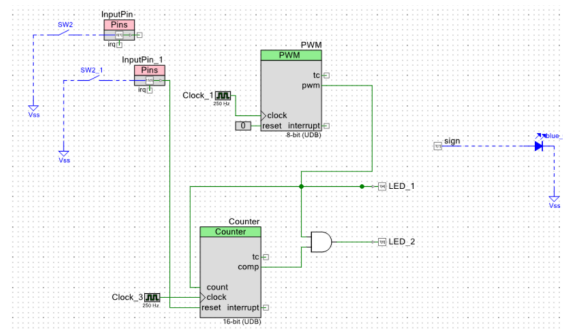 InputPin
SW2
Pins
irq
Vss
InputPin_1
SW2_1
Pins
irq
Vss
PWM
PWM
tc
pwm
Clock_1
250 Hz
clock
0
reset
interrupt
8-bit (UDB)
sign
blue_
Vss
LED_1
LED_2
Counter
Counter
tc
comp
count
Clock_3
250 Hz
clock
reset
interrupt
16-bit (UDB)